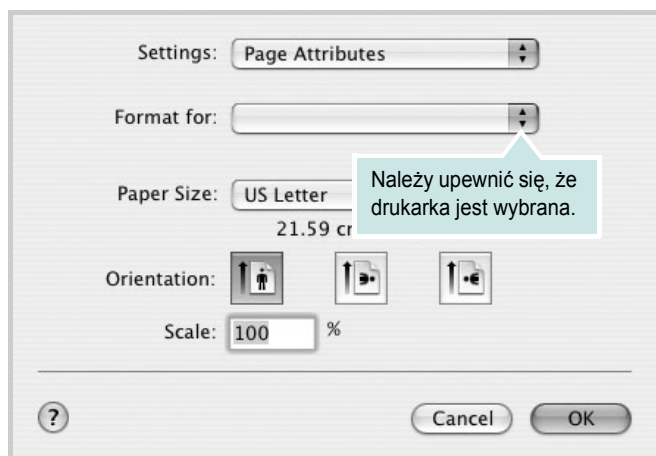 Settings: Page Attributes
Format for:
Należy upewnić się, że
drukarka jest wybrana.
Paper Size: US Letter
21.59 cr
Orientation:
Scale: 100 %
? Cancel OK